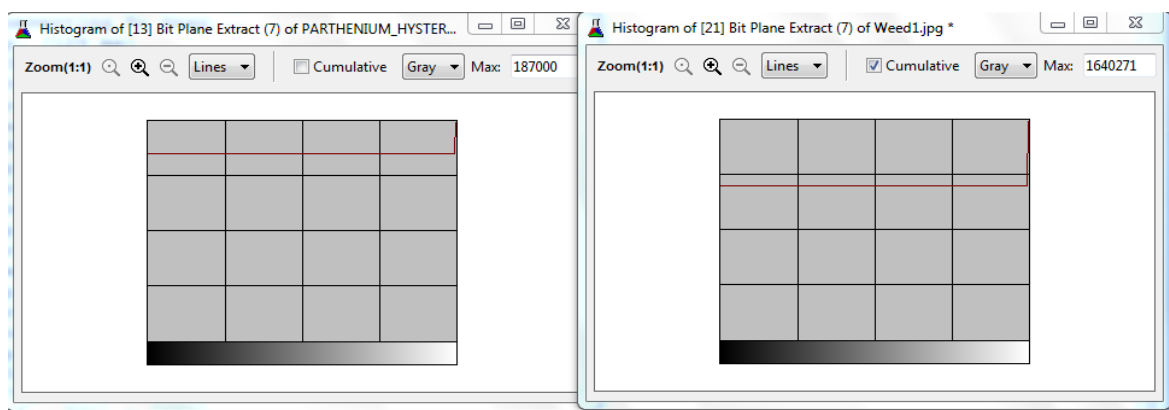 Histogram of [13] Bit Plane Extract (7) of PARTHENIUM_HYSTER...
Zoom(1:1) Lines Cumulative Gray Max: 187000
Histogram of [21] Bit Plane Extract (7) of Weed1.jpg *
Zoom(1:1) Lines Cumulative Gray Max: 1640271